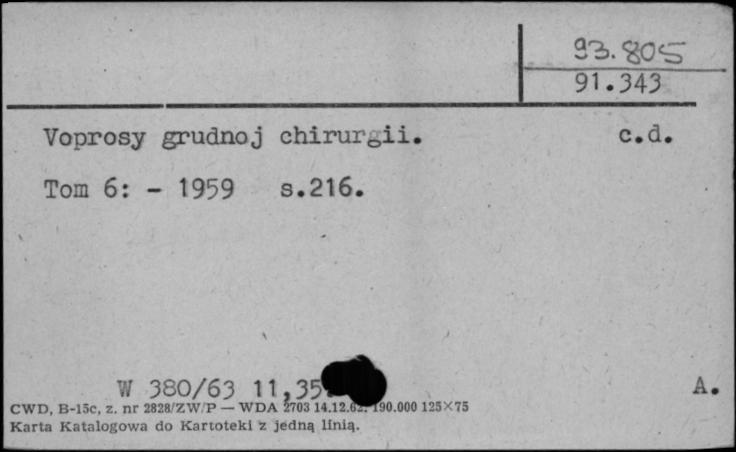 93.805
91.343
Voprosy grudnoj chirurgii. c.d.
Tom 6: - 1959 s.216.
W 380/63 11,35. A.
CWD, B-15c, z. nr 2828/ZW/P — WDA 2703 14.12.62. 190.000 125×75
Karta Katalogowa do Kartoteki z jedną linią.